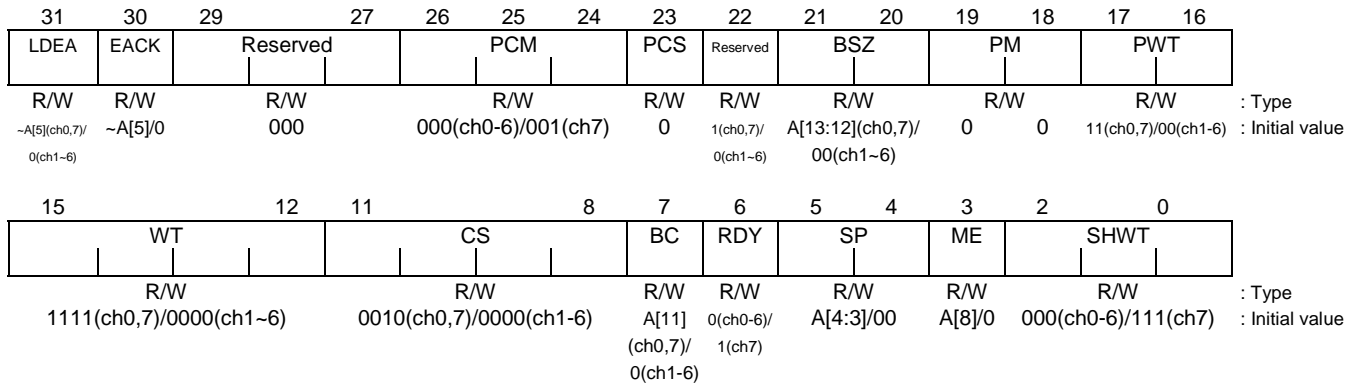 31 30 29 27 26 25 24 23 22 21 20 19 18 17 16
LDEA EACK Reserved PCM PCS Reserved BSZ PM PWT
R/W R/W R/W R/W R/W R/W R/W R/W R/W : Type
~A[5](ch0,7)/ ~A[5]/0 000 000(ch0-6)/001(ch7) 0 1(ch0,7)/ A[13:12](ch0,7)/ 0 0 11(ch0,7)/00(ch1-6) : Initial value
0(ch1~6) 0(ch1~6) 00(ch1~6)
15 12 11 8 7 6 5 4 3 2 0
WT CS BC RDY SP ME SHWT
R/W R/W R/W R/W R/W R/W R/W : Type
1111(ch0,7)/0000(ch1~6) 0010(ch0,7)/0000(ch1-6) A[11] 0(ch0-6)/ A[4:3]/00 A[8]/0 000(ch0-6)/111(ch7) : Initial value
(ch0,7)/ 1(ch7)
0(ch1-6)